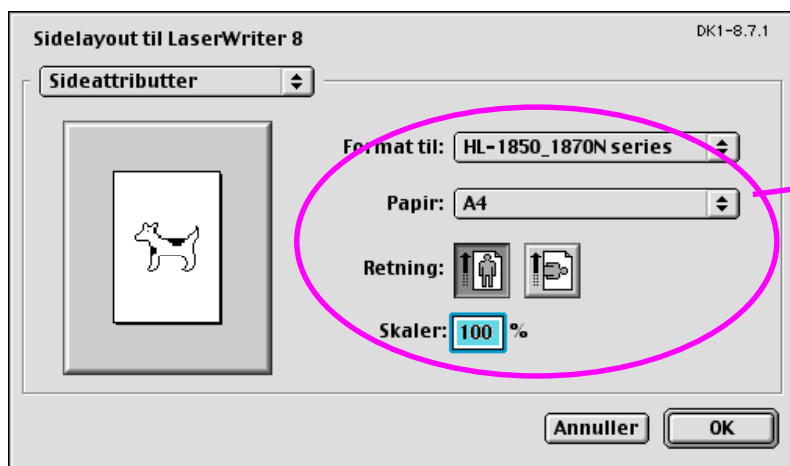 Sidelayout til LaserWriter 8
DK1-8.7.1
Sideattributter
Format til: HL-1850_1870N series
Papir: A4
Retning:
Skaler: 100 %
Annuller
OK